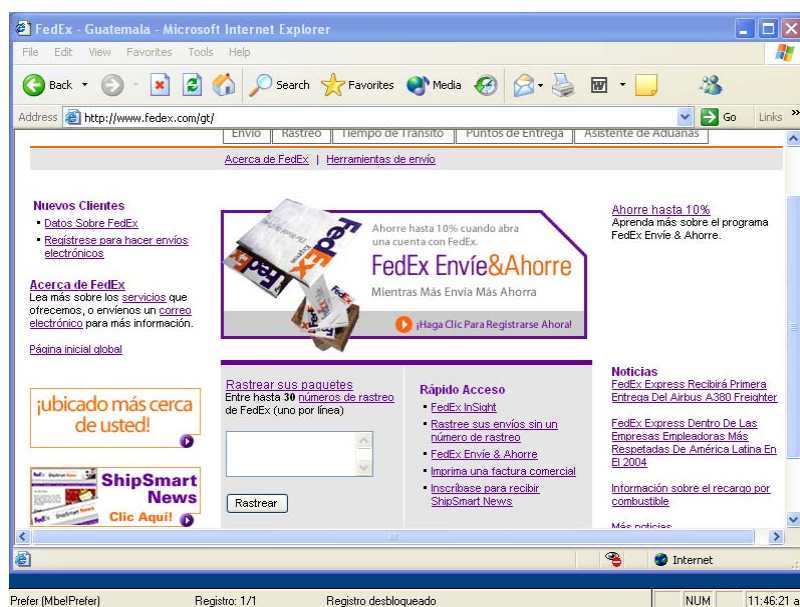 FedEx - Guatemala - Microsoft Internet Explorer
File Edit View Favorites Tools Help
Back Search Favorites Media
Address http://www.fedex.com/gt/ Go Links »
Envío Rastreo Tiempo de Tránsito Puntos de Entrega Asistente de Aduanas
Acerca de FedEx | Herramientas de envío
Nuevos Clientes
Datos Sobre FedEx
Regístrese para hacer envíos
electrónicos
Acerca de FedEx
Lea más sobre los servicios que
ofrecemos, o envíenos un correo
electrónico para más información.
Página inicial global
¡ubicado más cerca
de usted!
ShipSmart
News
Clic Aquí!
FedEx
FedEx
Ahorre hasta 10% cuando abra
una cuenta con FedEx.
FedEx Envíe&Ahorre
Mientras Más Envía Más Ahorra
¡Haga Clic Para Registrarse Ahora!
Rastrear sus paquetes
Entre hasta 30 números de rastreo
de FedEx (uno por línea)
Rastrear
Rápido Acceso
FedEx InSight
Rastree sus envíos sin un
número de rastreo
FedEx Envíe & Ahorre
Imprima una factura comercial
Inscríbase para recibir
ShipSmart News
Ahorre hasta 10%
Aprenda más sobre el programa
FedEx Envíe & Ahorre.
Noticias
FedEx Express Recibirá Primera
Entrega Del Airbus A380 Freighter
FedEx Express Dentro De Las
Empresas Empleadoras Más
Respetadas De América Latina En
El 2004
Información sobre el recargo por
combustible
Más noticias
Internet
Prefer (Mbe!Prefer) Registro: 1/1 Registro desbloqueado NUM 11:46:21 a